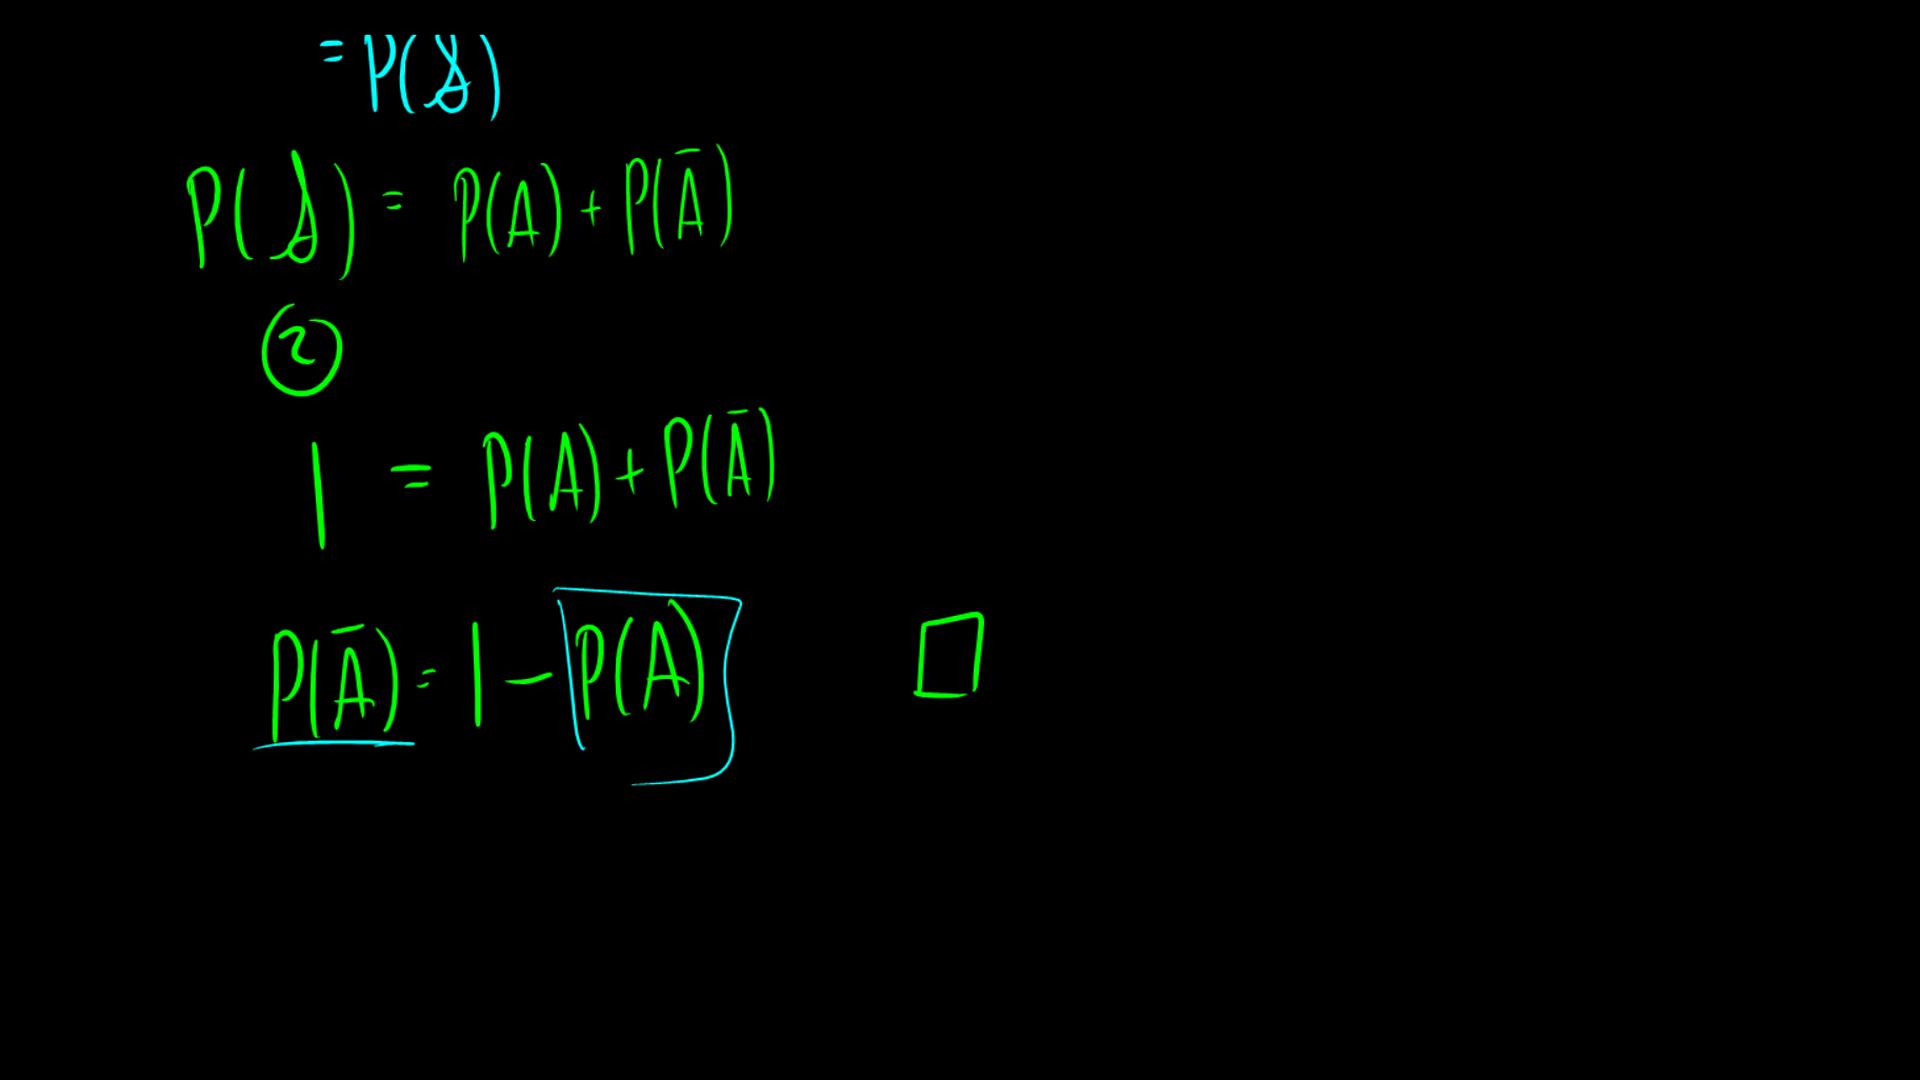 = P(S)
P(S) = P(A) + P(Ā)
②
1 = P(A) + P(Ā)
P(Ā) = 1 - P(A) □